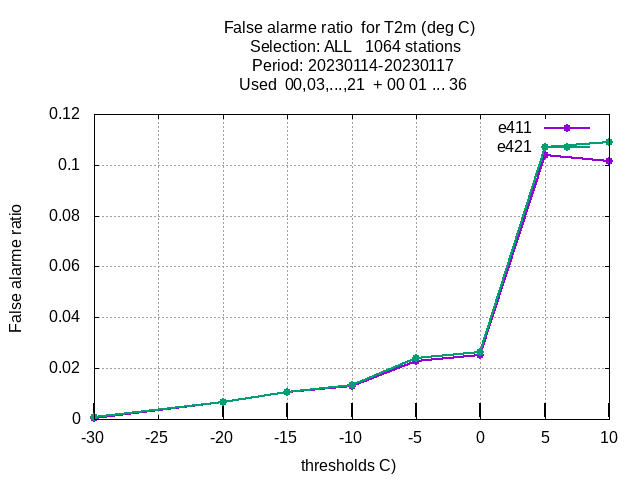 False alarme ratio  for T2m (deg C)
Selection: ALL   1064 stations
Period: 20230114-20230117
Used  00,03,...,21  + 00 01 ... 36
0.12
0.1
0.08
0.06
0.04
0.02
0
False alarme ratio
e411
e421
-30 -25 -20 -15 -10 -5 0 5 10
thresholds C)